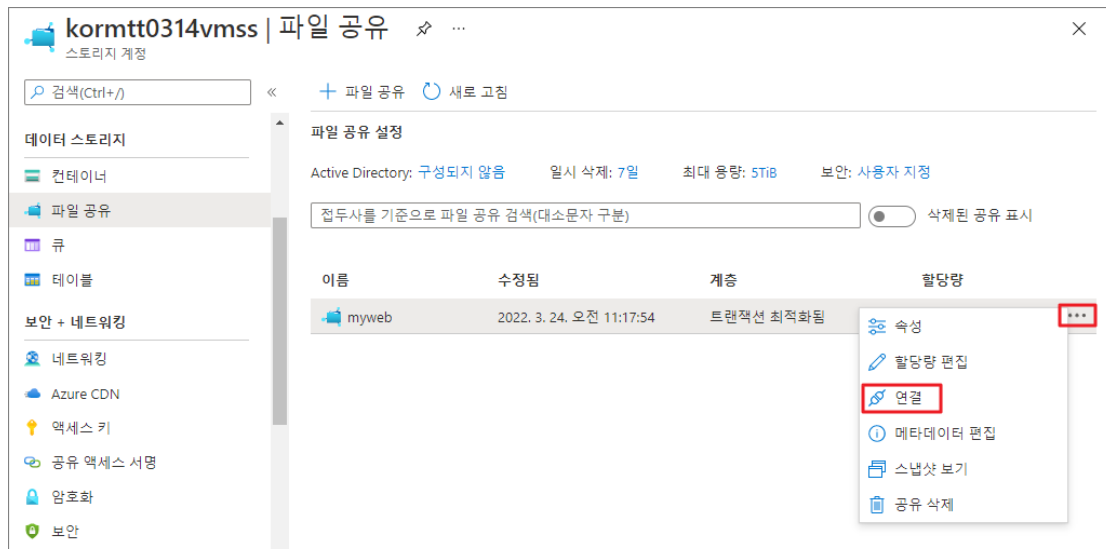 kormtt0314vmss | 파일 공유
스토리지 계정
검색(Ctrl+/)
데이터 스토리지
컨테이너
파일 공유
큐
테이블
보안 + 네트워킹
네트워킹
Azure CDN
액세스 키
공유 액세스 서명
암호화
보안
파일 공유 새로 고침
파일 공유 설정
Active Directory: 구성되지 않음 일시 삭제: 7일 최대 용량: 5TiB 보안: 사용자 지정
접두사를 기준으로 파일 공유 검색(대소문자 구분) 삭제된 공유 표시
이름 수정됨 계층 할당량
myweb 2022. 3. 24. 오전 11:17:54 트랜잭션 최적화됨
속성
할당량 편집
연결
메타데이터 편집
스냅샷 보기
공유 삭제